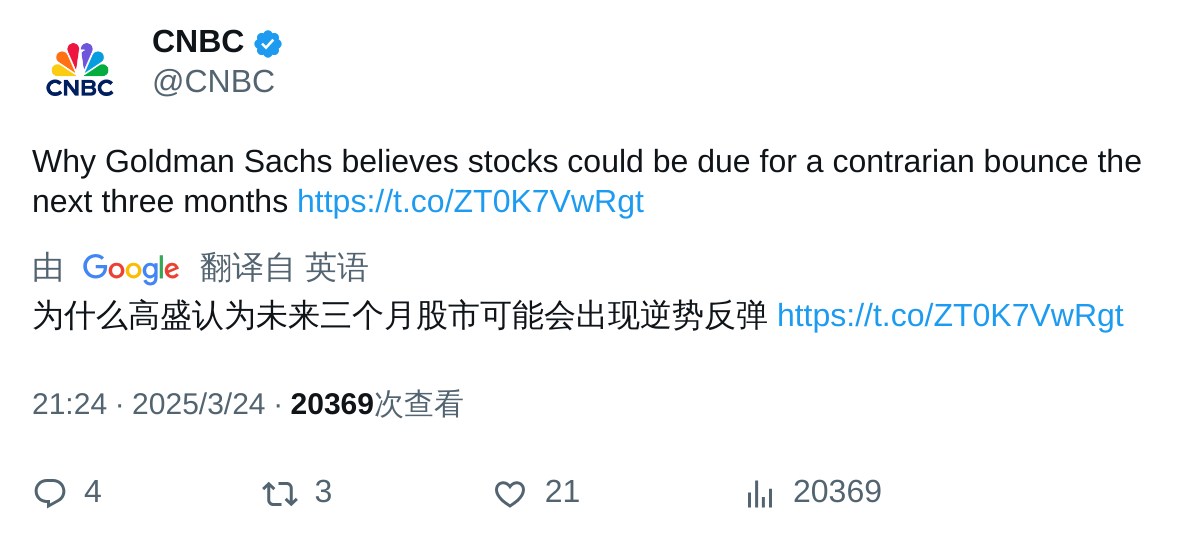 CNBC
CNBC
@CNBC
Why Goldman Sachs believes stocks could be due for a contrarian bounce the
next three months https://t.co/ZT0K7VwRgt
由 Google 翻译自 英语
为什么高盛认为未来三个月股市可能会出现逆势反弹 https://t.co/ZT0K7VwRgt
21:24 · 2025/3/24 · 20369次查看
4 3 21 20369